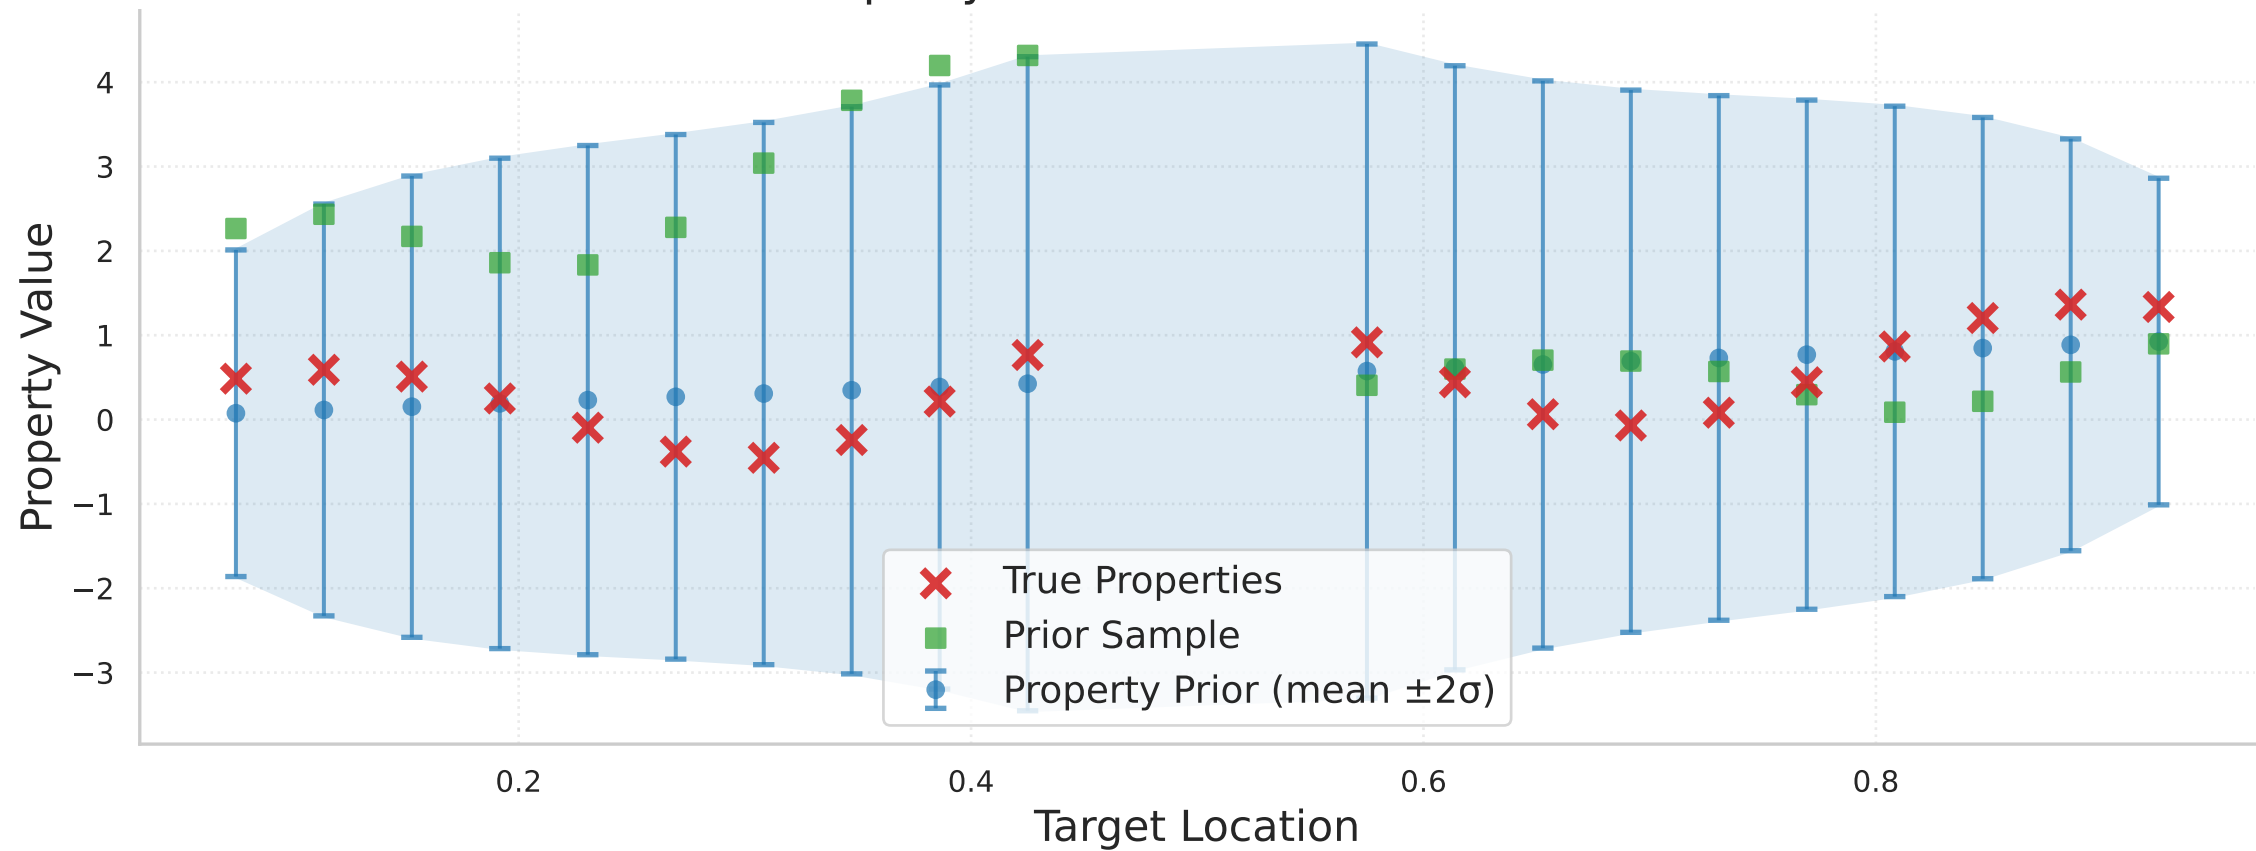 4
3
2
1
0
−1
−2
−3
Property Value
True Properties
Prior Sample
Property Prior (mean ±2σ)
0.2 0.4 0.6 0.8
Target Location